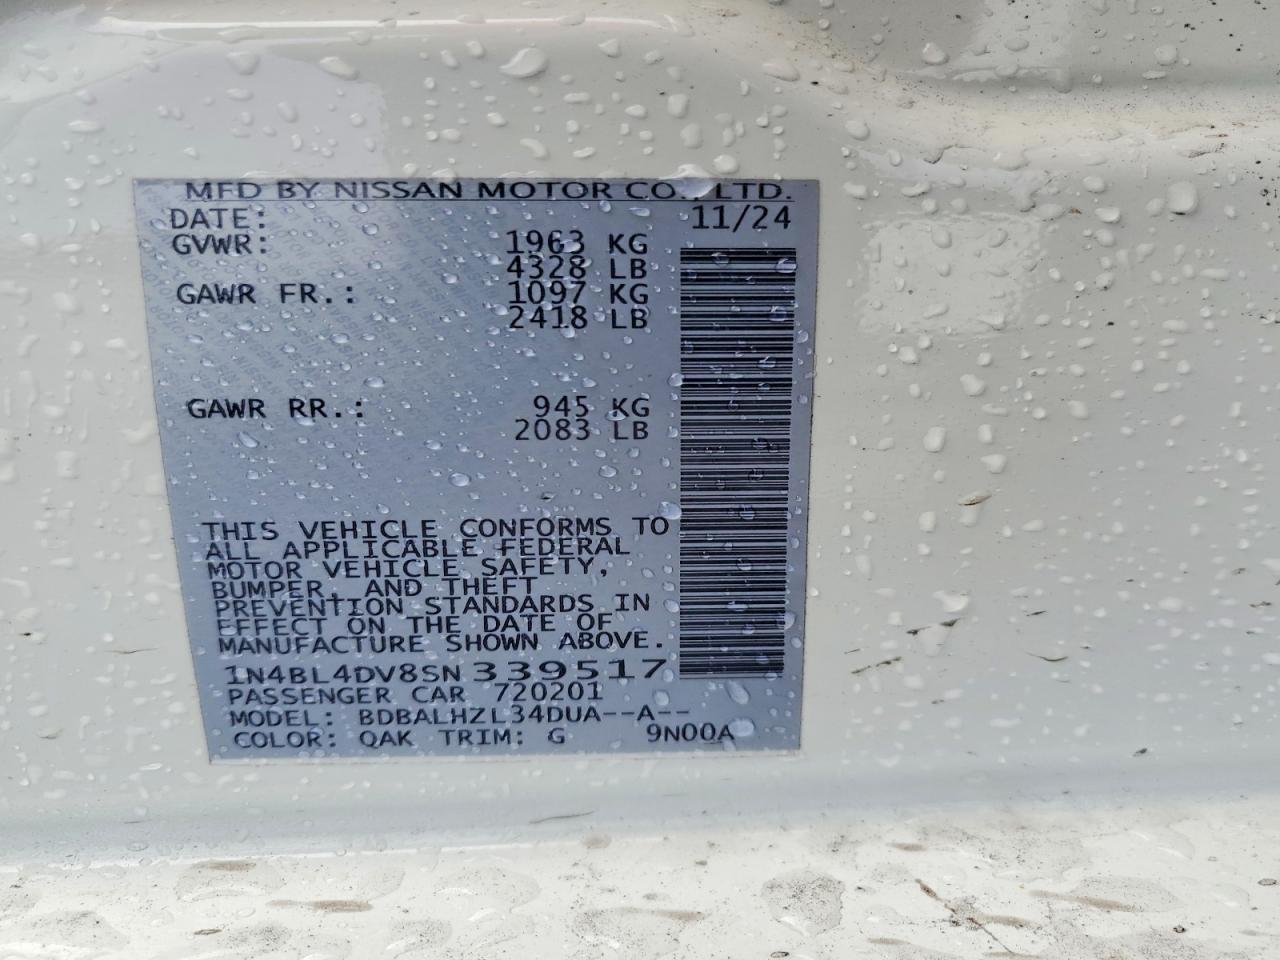 MFD BY NISSAN MOTOR CO., LTD.
DATE: 11/24
GVWR: 1963 KG
4328 LB
GAWR FR.: 1097 KG
2418 LB
GAWR RR.: 945 KG
2083 LB
THIS VEHICLE CONFORMS TO
ALL APPLICABLE FEDERAL
MOTOR VEHICLE SAFETY,
BUMPER, AND THEFT
PREVENTION STANDARDS IN
EFFECT ON THE DATE OF
MANUFACTURE SHOWN ABOVE.
1N4BL4DV8SN339517
PASSENGER CAR 720201
MODEL: BDBALHZL34DUA--A--
COLOR: QAK TRIM: G 9N00A